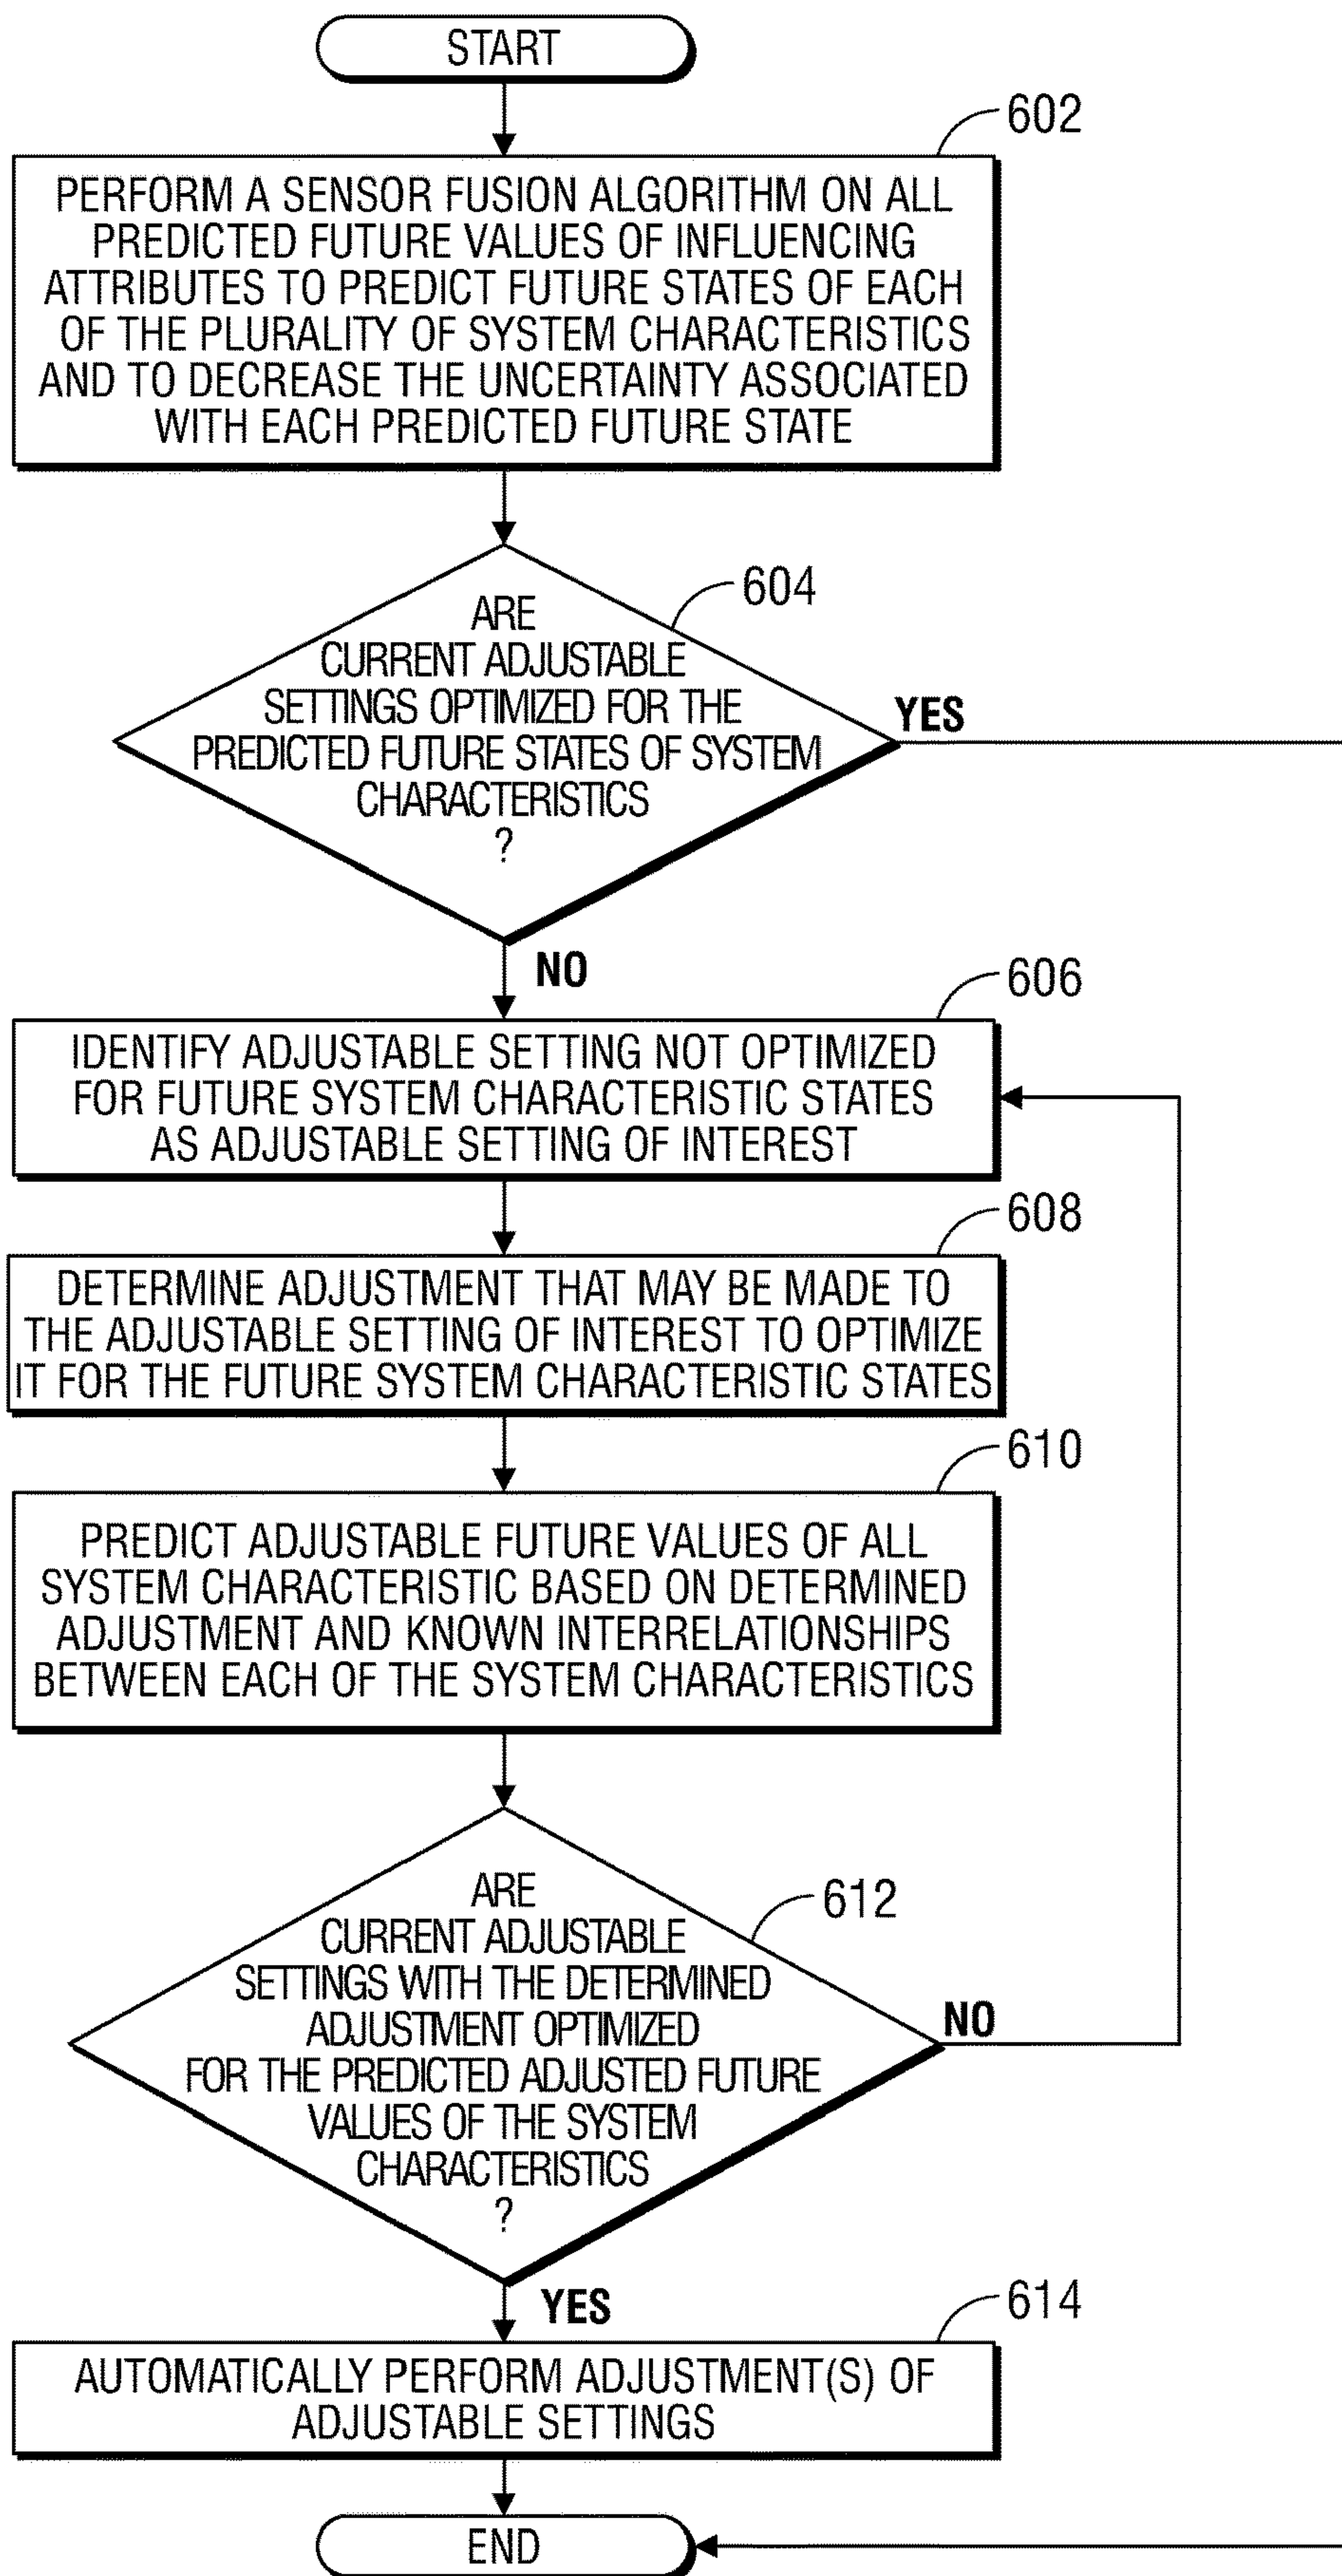 START
602
PERFORM A SENSOR FUSION ALGORITHM ON ALL
PREDICTED FUTURE VALUES OF INFLUENCING
ATTRIBUTES TO PREDICT FUTURE STATES OF EACH
OF THE PLURALITY OF SYSTEM CHARACTERISTICS
AND TO DECREASE THE UNCERTAINTY ASSOCIATED
WITH EACH PREDICTED FUTURE STATE
604
ARE
CURRENT ADJUSTABLE
SETTINGS OPTIMIZED FOR THE
PREDICTED FUTURE STATES OF SYSTEM
CHARACTERISTICS
?
YES
NO
606
IDENTIFY ADJUSTABLE SETTING NOT OPTIMIZED
FOR FUTURE SYSTEM CHARACTERISTIC STATES
AS ADJUSTABLE SETTING OF INTEREST
608
DETERMINE ADJUSTMENT THAT MAY BE MADE TO
THE ADJUSTABLE SETTING OF INTEREST TO OPTIMIZE
IT FOR THE FUTURE SYSTEM CHARACTERISTIC STATES
610
PREDICT ADJUSTABLE FUTURE VALUES OF ALL
SYSTEM CHARACTERISTIC BASED ON DETERMINED
ADJUSTMENT AND KNOWN INTERRELATIONSHIPS
BETWEEN EACH OF THE SYSTEM CHARACTERISTICS
612
ARE
CURRENT ADJUSTABLE
SETTINGS WITH THE DETERMINED
ADJUSTMENT OPTIMIZED
FOR THE PREDICTED ADJUSTED FUTURE
VALUES OF THE SYSTEM
CHARACTERISTICS
?
NO
YES
614
AUTOMATICALLY PERFORM ADJUSTMENT(S) OF
ADJUSTABLE SETTINGS
END